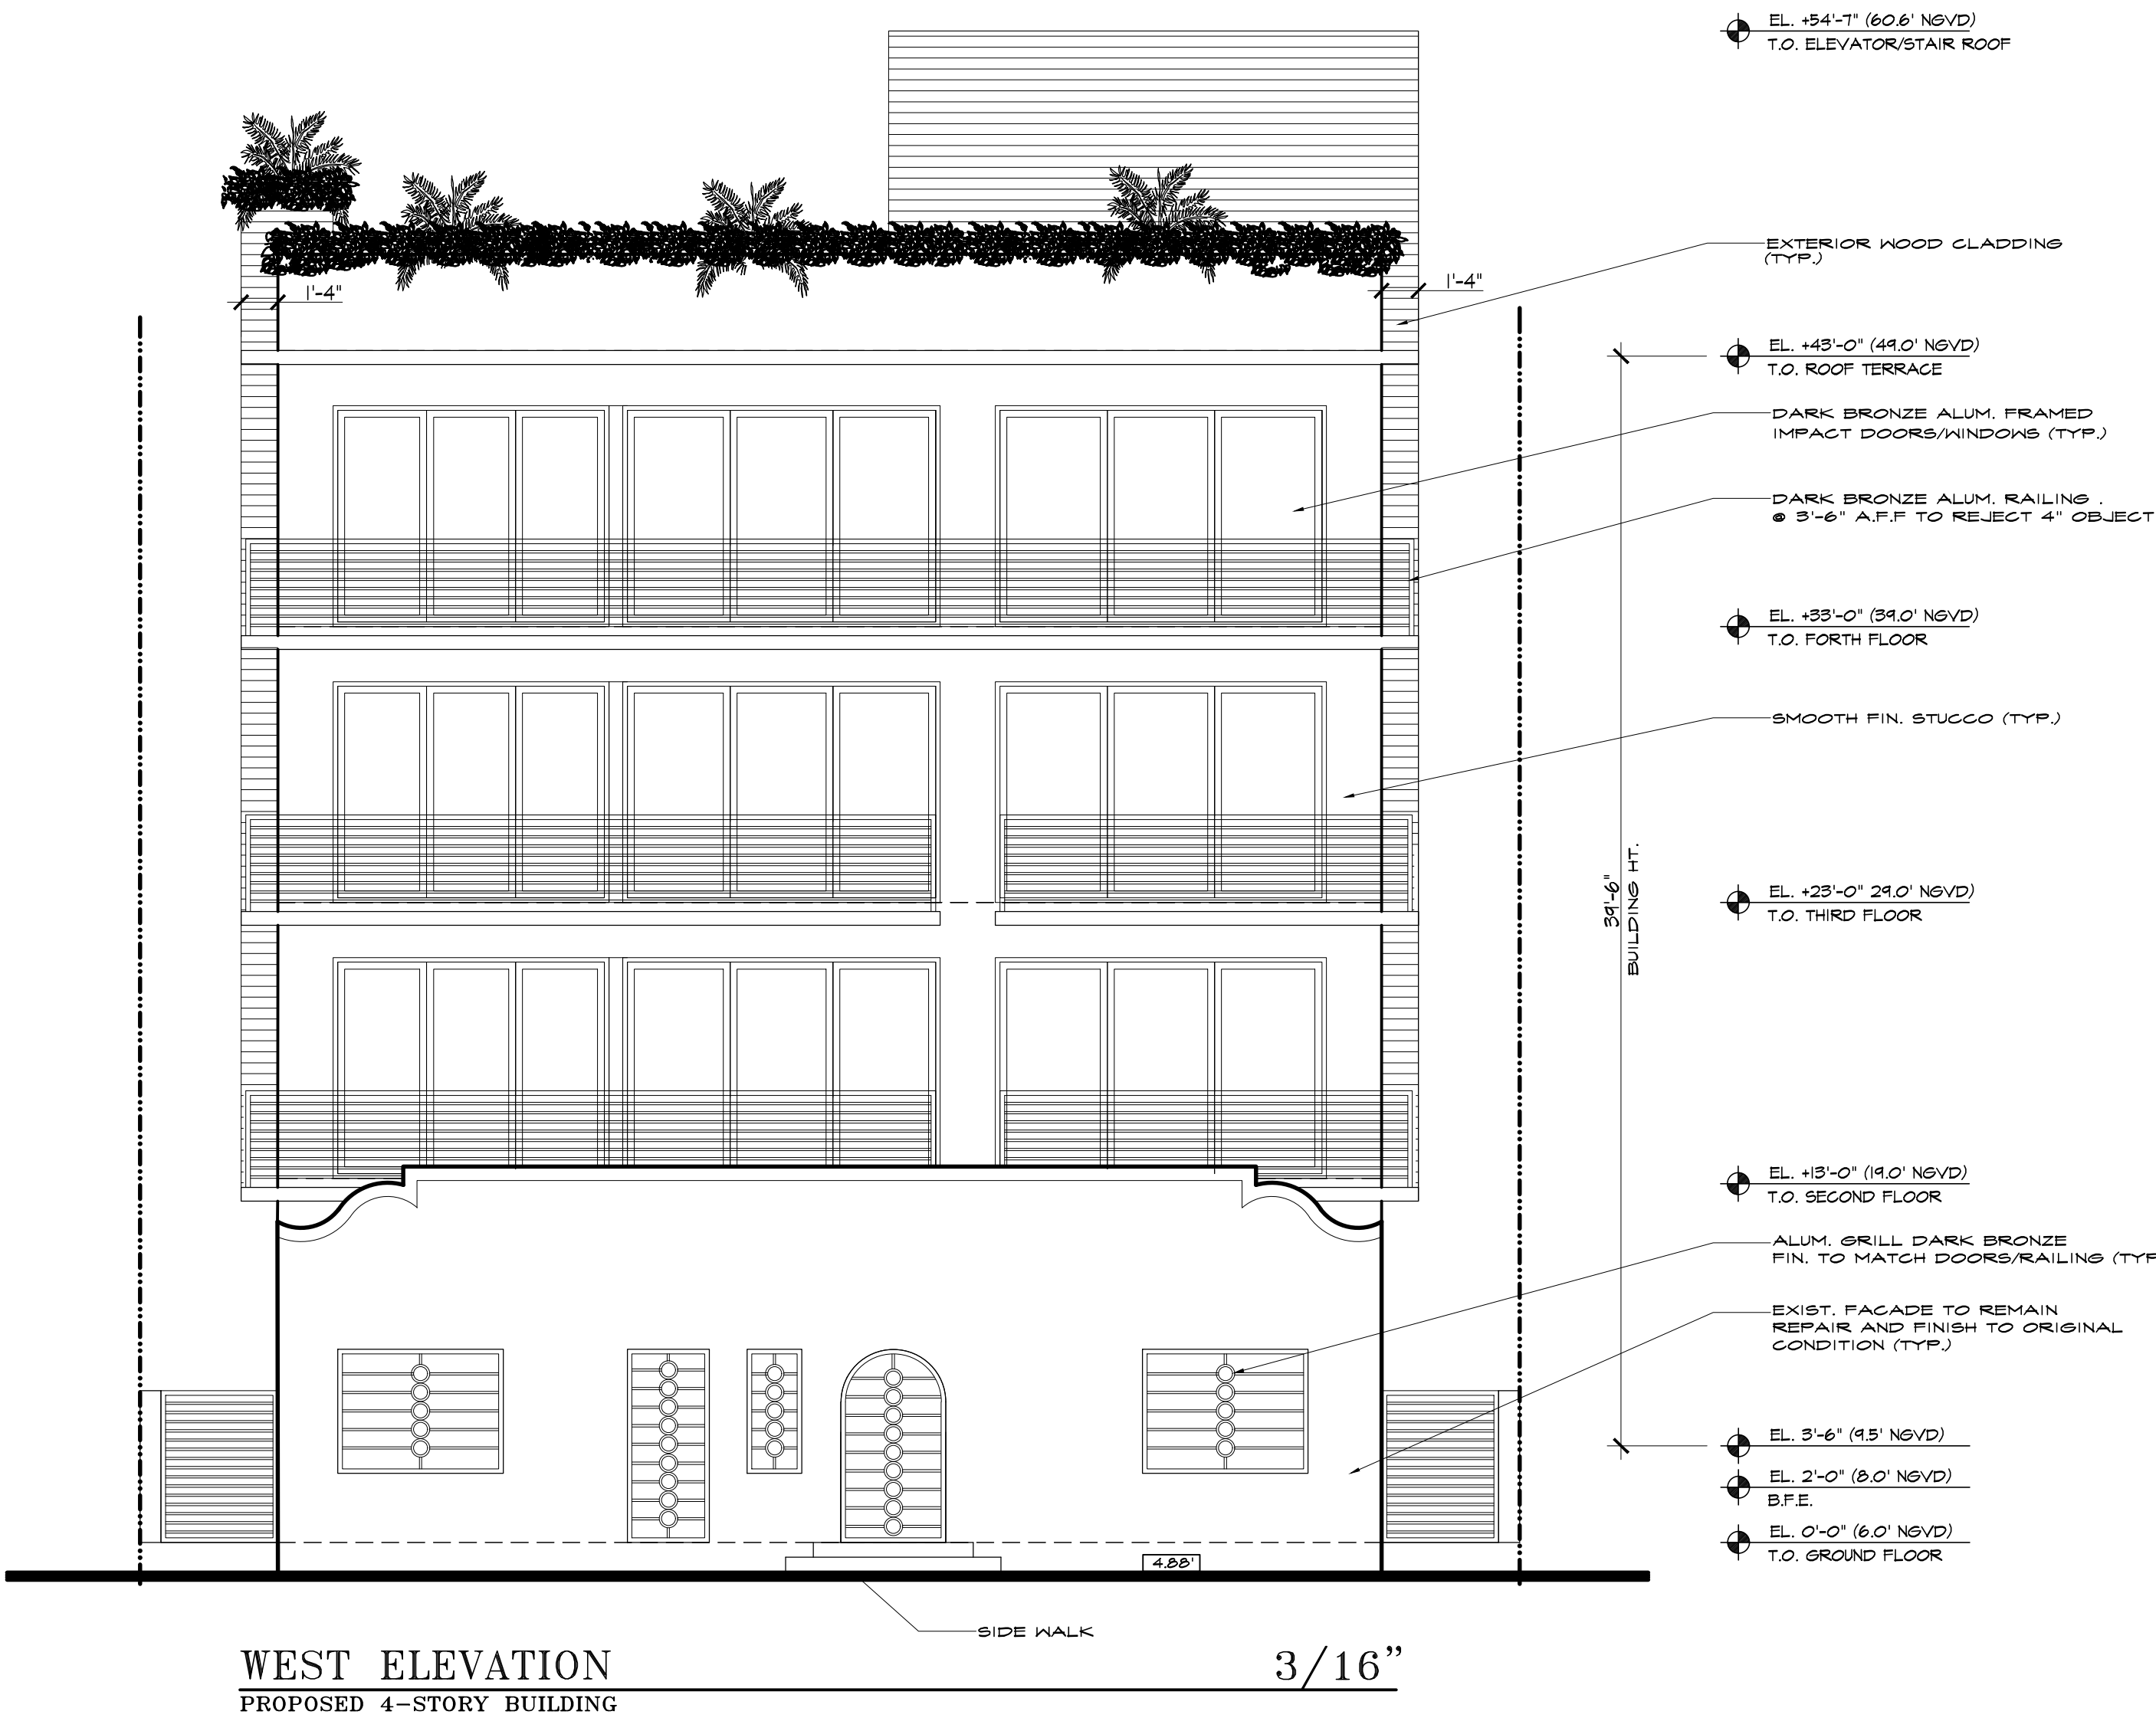 EL. +54'-7" (60.6' NGVD)
T.O. ELEVATOR/STAIR ROOF
EXTERIOR WOOD CLADDING
(TYP.)
1'-4"
1'-4"
EL. +43'-0" (49.0' NGVD)
T.O. ROOF TERRACE
DARK BRONZE ALUM. FRAMED
IMPACT DOORS/WINDOWS (TYP.)
DARK BRONZE ALUM. RAILING .
@ 3'-6" A.F.F TO REJECT 4" OBJECT
EL. +33'-0" (39.0' NGVD)
T.O. FORTH FLOOR
SMOOTH FIN. STUCCO (TYP.)
39'-6"
BUILDING HT.
EL. +23'-0" 29.0' NGVD)
T.O. THIRD FLOOR
EL. +13'-0" (19.0' NGVD)
T.O. SECOND FLOOR
ALUM. GRILL DARK BRONZE
FIN. TO MATCH DOORS/RAILING (TYP
EXIST. FACADE TO REMAIN
REPAIR AND FINISH TO ORIGINAL
CONDITION (TYP.)
EL. 3'-6" (9.5' NGVD)
EL. 2'-0" (8.0' NGVD)
B.F.E.
EL. 0'-0" (6.0' NGVD)
T.O. GROUND FLOOR
4.88'
SIDE WALK
WEST ELEVATION 3/16"
PROPOSED 4-STORY BUILDING